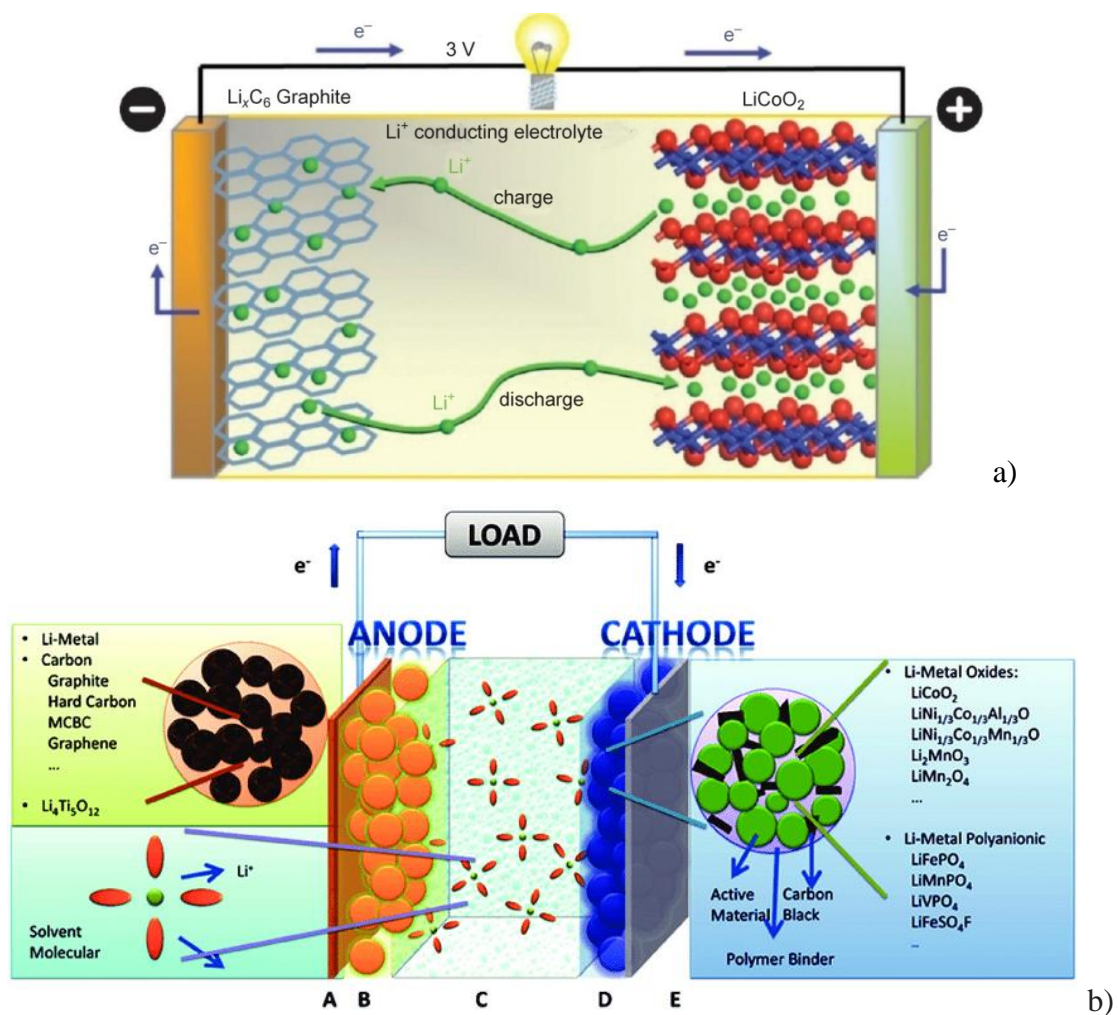 e⁻
3 V
e⁻
−
LiₓC₆ Graphite
LiCoO₂
+
Li⁺ conducting electrolyte
Li⁺
charge
e⁻
e⁻
Li⁺
discharge
a)
LOAD
e⁻
e⁻
ANODE
CATHODE
• Li-Metal
• Carbon
Graphite
Hard Carbon
MCBC
Graphene
...
• Li₄Ti₅O₁₂
Li⁺
Solvent
Molecular
• Li-Metal Oxides:
LiCoO₂
LiNi₁/₃Co₁/₃Al₁/₃O
LiNi₁/₃Co₁/₃Mn₁/₃O
Li₂MnO₃
LiMn₂O₄
...
• Li-Metal Polyanionic
LiFePO₄
LiMnPO₄
LiVPO₄
LiFeSO₄F
..
Active
Material
Carbon
Black
Polymer Binder
A B C D E
b)